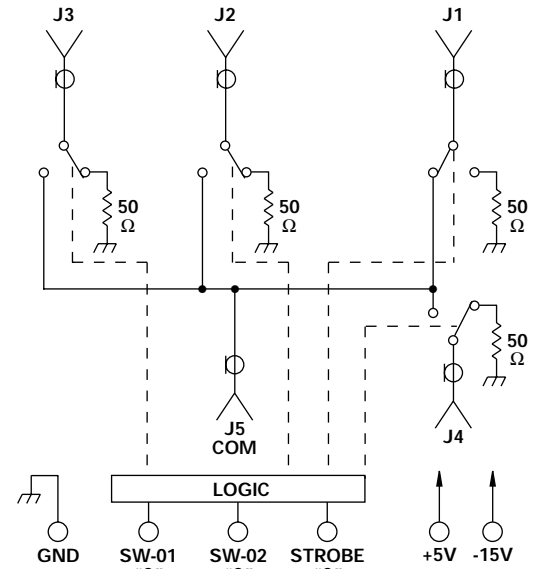 J3 J2 J1
50
Ω
50
Ω
50
Ω
50
Ω
J5
COM
J4
LOGIC
GND SW-01 SW-02 STROBE +5V -15V